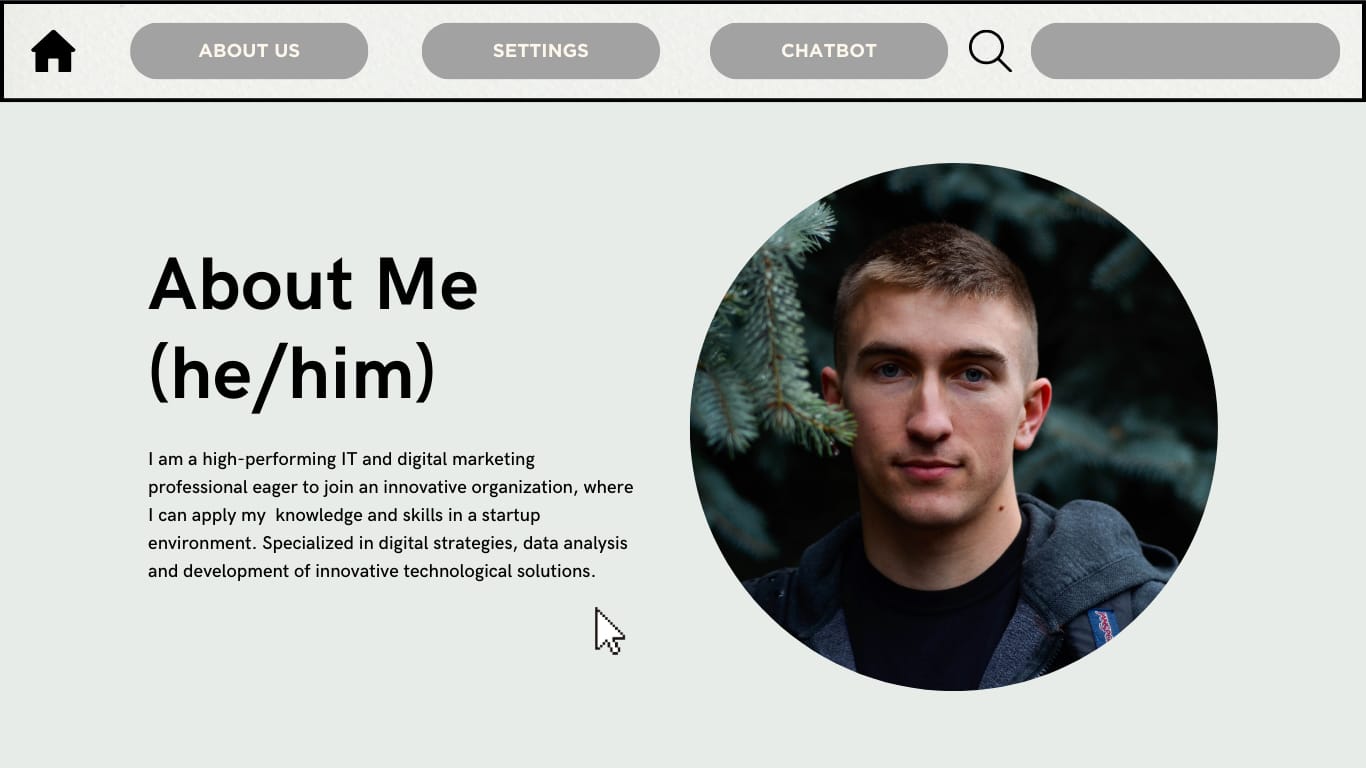 ABOUT US
SETTINGS
CHATBOT
About Me
(he/him)
I am a high-performing IT and digital marketing
professional eager to join an innovative organization, where
I can apply my  knowledge and skills in a startup
environment. Specialized in digital strategies, data analysis
and development of innovative technological solutions.